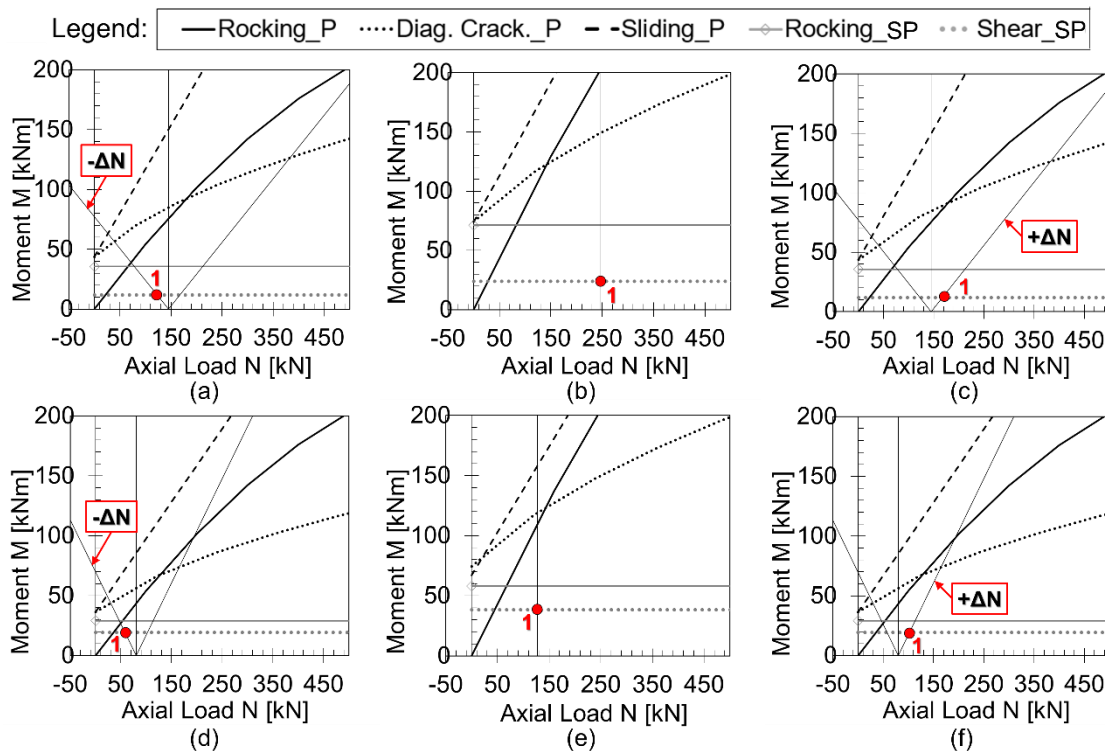 Legend: Rocking_P Diag. Crack._P Sliding_P Rocking_SP Shear_SP
200 200 200
150 150 150
100 100 100
50 50 50
0 0 0
Moment M [kNm] Moment M [kNm] Moment M [kNm]
-ΔN +ΔN
1 1 1
-50 50 150 250 350 450 -50 50 150 250 350 450 -50 50 150 250 350 450
Axial Load N [kN] Axial Load N [kN] Axial Load N [kN]
(a) (b) (c)
200 200 200
150 150 150
100 100 100
50 50 50
0 0 0
Moment M [kNm] Moment M [kNm] Moment M [kNm]
-ΔN +ΔN
1 1 1
-50 50 150 250 350 450 -50 50 150 250 350 450 -50 50 150 250 350 450
Axial Load N [kN] Axial Load N [kN] Axial Load N [kN]
(d) (e) (f)